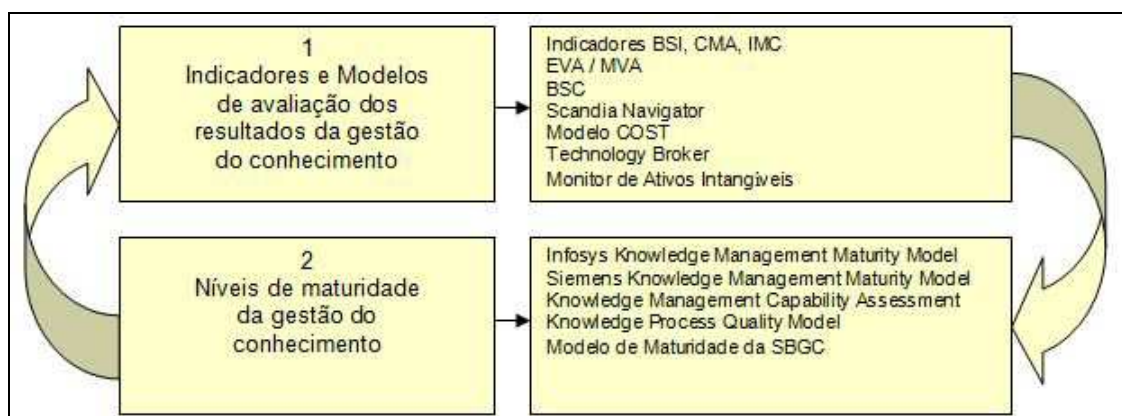 1
Indicadores e Modelos
de avaliação dos
resultados da gestão
do conhecimento
Indicadores BSI, CMA, IMC
EVA / MVA
BSC
Scandia Navigator
Modelo COST
Technology Broker
Monitor de Ativos Intangíveis
2
Níveis de maturidade
da gestão do
conhecimento
Infosys Knowledge Management Maturity Model
Siemens Knowledge Management Maturity Model
Knowledge Management Capability Assessment
Knowledge Process Quality Model
Modelo de Maturidade da SBGC